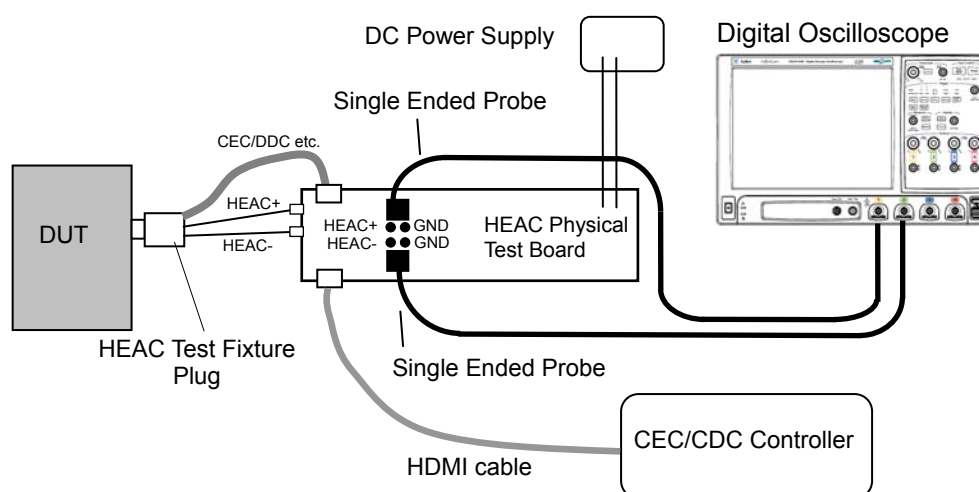 DC Power Supply
Digital Oscilloscope
Single Ended Probe
CEC/DDC etc.
HEAC+
HEAC-
DUT
HEAC+
GND
HEAC-
GND
HEAC Physical
Test Board
HEAC Test Fixture
Plug
Single Ended Probe
CEC/CDC Controller
HDMI cable